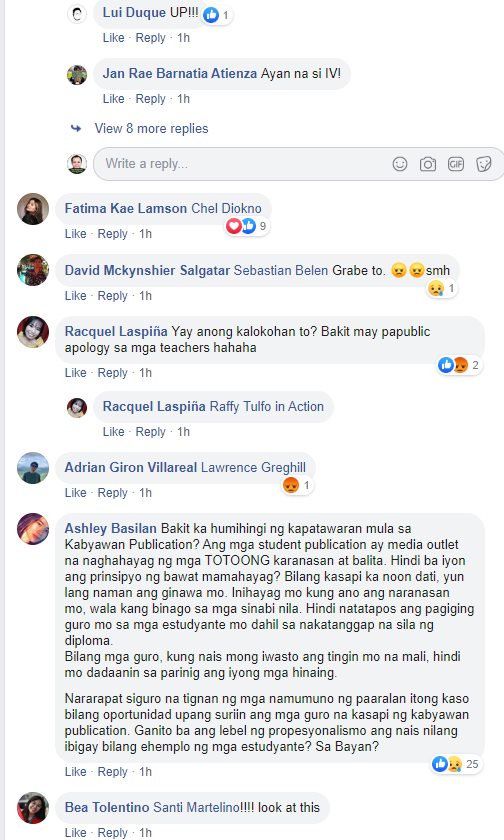 Lui Duque UP!!! 1
Like · Reply · 1h
Jan Rae Barnatia Atienza Ayan na si IV!
Like · Reply · 1h
View 8 more replies
Write a reply...
GIF
Fatima Kae Lamson Chel Diokno
9
Like · Reply · 1h
David Mckynshier Salgatar Sebastian Belen Grabe to. 😠😠smh
1
Like · Reply · 1h
Racquel Laspiña Yay anong kalokohan to? Bakit may papublic
apology sa mga teachers hahaha
2
Like · Reply · 1h
Racquel Laspiña Raffy Tulfo in Action
Like · Reply · 1h
Adrian Giron Villareal Lawrence Greghill
1
Like · Reply · 1h
Ashley Basilan Bakit ka humihingi ng kapatawaran mula sa
Kabyawan Publication? Ang mga student publication ay media outlet
na naghahayag ng mga TOTOONG karanasan at balita. Hindi ba iyon
ang prinsipyo ng bawat mamahayag? Bilang kasapi ka noon dati, yun
lang naman ang ginawa mo. Inihayag mo kung ano ang naranasan
mo, wala kang binago sa mga sinabi nila. Hindi natatapos ang pagiging
guro mo sa mga estudyante mo dahil sa nakatanggap na sila ng
diploma.
Bilang mga guro, kung nais mong iwasto ang tingin mo na mali, hindi
mo dadaanin sa parinig ang iyong mga hinaing.
Nararapat siguro na tignan ng mga namumuno ng paaralan itong kaso
bilang oportunidad upang suriin ang mga guro na kasapi ng kabyawan
publication. Ganito ba ang lebel ng propesyonalismo ang nais nilang
ibigay bilang ehemplo ng mga estudyante? Sa Bayan?
25
Like · Reply · 1h
Bea Tolentino Santi Martelino!!!! look at this
Like · Reply · 1h